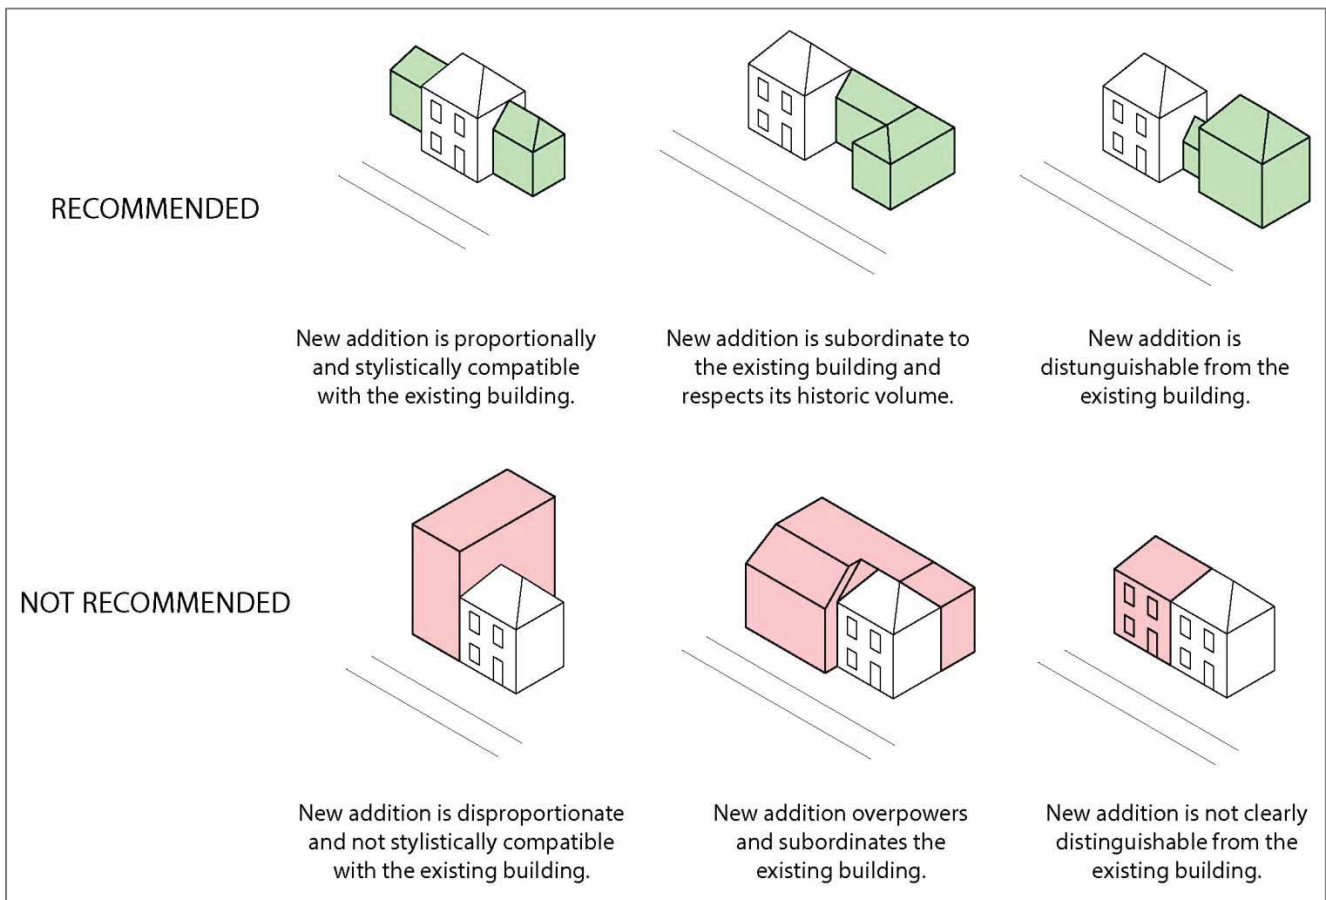 RECOMMENDED
New addition is proportionally
and stylistically compatible
with the existing building.
New addition is subordinate to
the existing building and
respects its historic volume.
New addition is
distunguishable from the
existing building.
NOT RECOMMENDED
New addition is disproportionate
and not stylistically compatible
with the existing building.
New addition overpowers
and subordinates the
existing building.
New addition is not clearly
distinguishable from the
existing building.